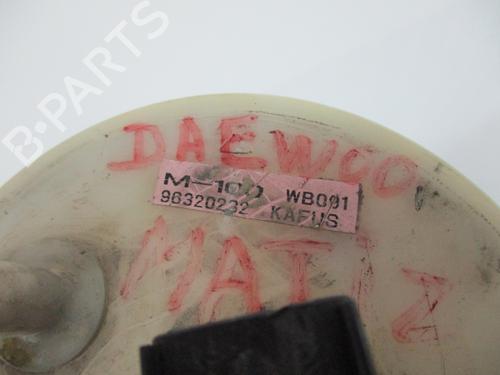 B-PARTS
DAEWOO
M-100 WB001
96320232 KAFUS
MATIZ